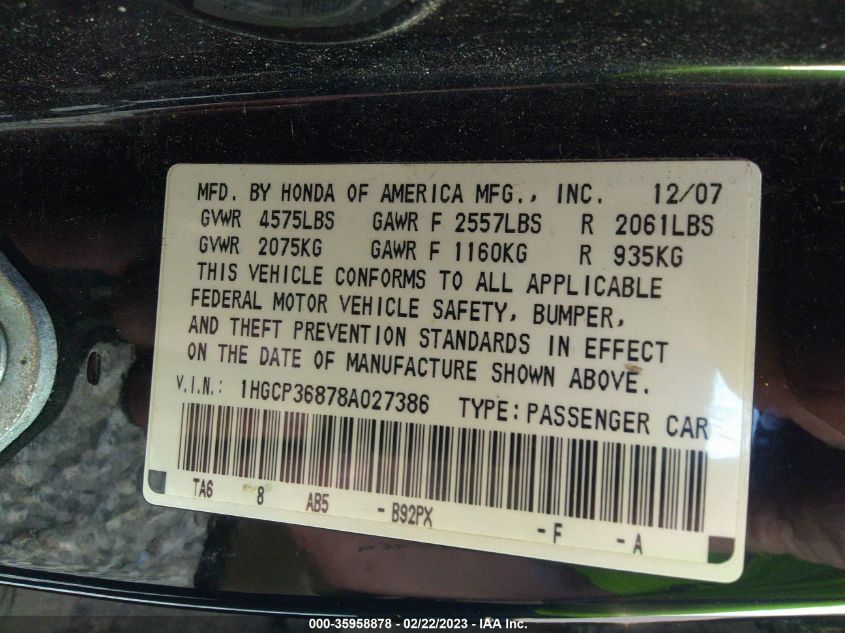 MFD. BY HONDA OF AMERICA MFG., INC. 12/07
GVWR 4575LBS GAWR F 2557LBS R 2061LBS
GVWR 2075KG GAWR F 1160KG R 935KG
THIS VEHICLE CONFORMS TO ALL APPLICABLE
FEDERAL MOTOR VEHICLE SAFETY, BUMPER,
AND THEFT PREVENTION STANDARDS IN EFFECT
ON THE DATE OF MANUFACTURE SHOWN ABOVE.
V.I.N.: 1HGCP36878A027386 TYPE: PASSENGER CAR
TA6 8 AB5 - B92PX - F - A
000-35958878 - 02/22/2023 - IAA Inc.